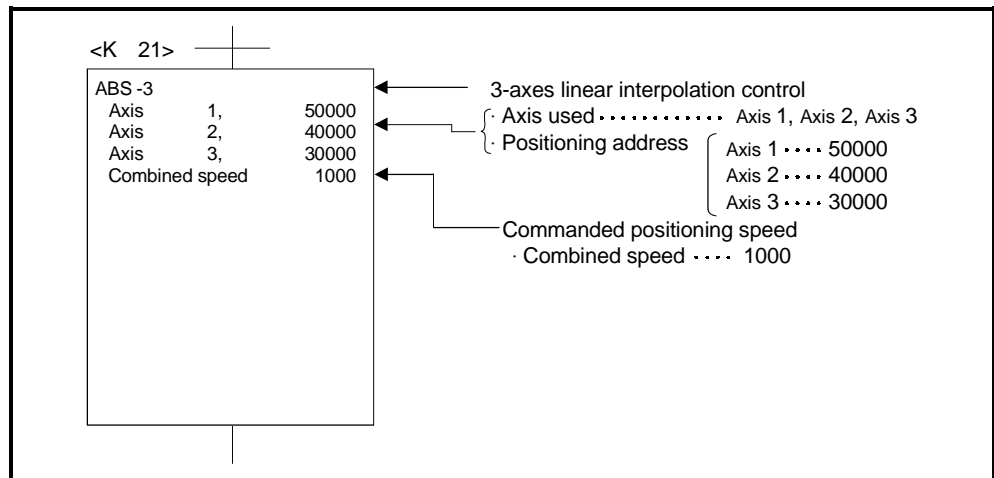 <K 21>
ABS -3
Axis 1, 50000
Axis 2, 40000
Axis 3, 30000
Combined speed 1000
3-axes linear interpolation control
· Axis used ············ Axis 1, Axis 2, Axis 3
· Positioning address
Axis 1 ···· 50000
Axis 2 ···· 40000
Axis 3 ···· 30000
Commanded positioning speed
· Combined speed ···· 1000